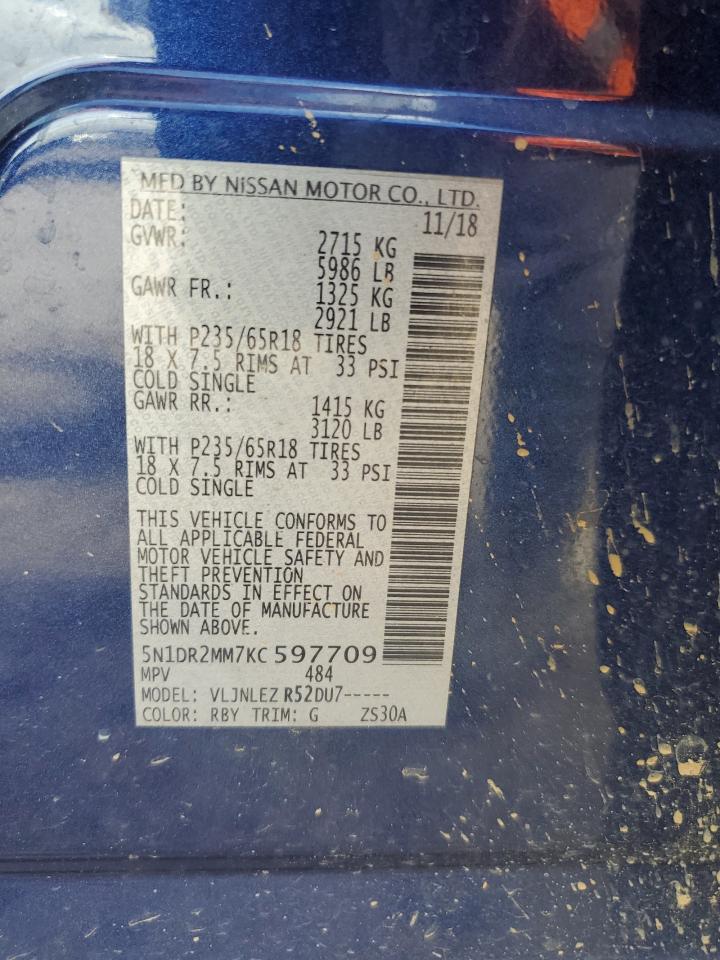 MFD BY NISSAN MOTOR CO., LTD.
DATE: 11/18
GVWR: 2715 KG
5986 LB
GAWR FR.: 1325 KG
2921 LB
WITH P235/65R18 TIRES
18 X 7.5 RIMS AT 33 PSI
COLD SINGLE
GAWR RR.: 1415 KG
3120 LB
WITH P235/65R18 TIRES
18 X 7.5 RIMS AT 33 PSI
COLD SINGLE
THIS VEHICLE CONFORMS TO
ALL APPLICABLE FEDERAL
MOTOR VEHICLE SAFETY AND
THEFT PREVENTION
STANDARDS IN EFFECT ON
THE DATE OF MANUFACTURE
SHOWN ABOVE.
5N1DR2MM7KC597709
MPV 484
MODEL: VLJNLEZ R52DU7-----
COLOR: RBY TRIM: G ZS30A